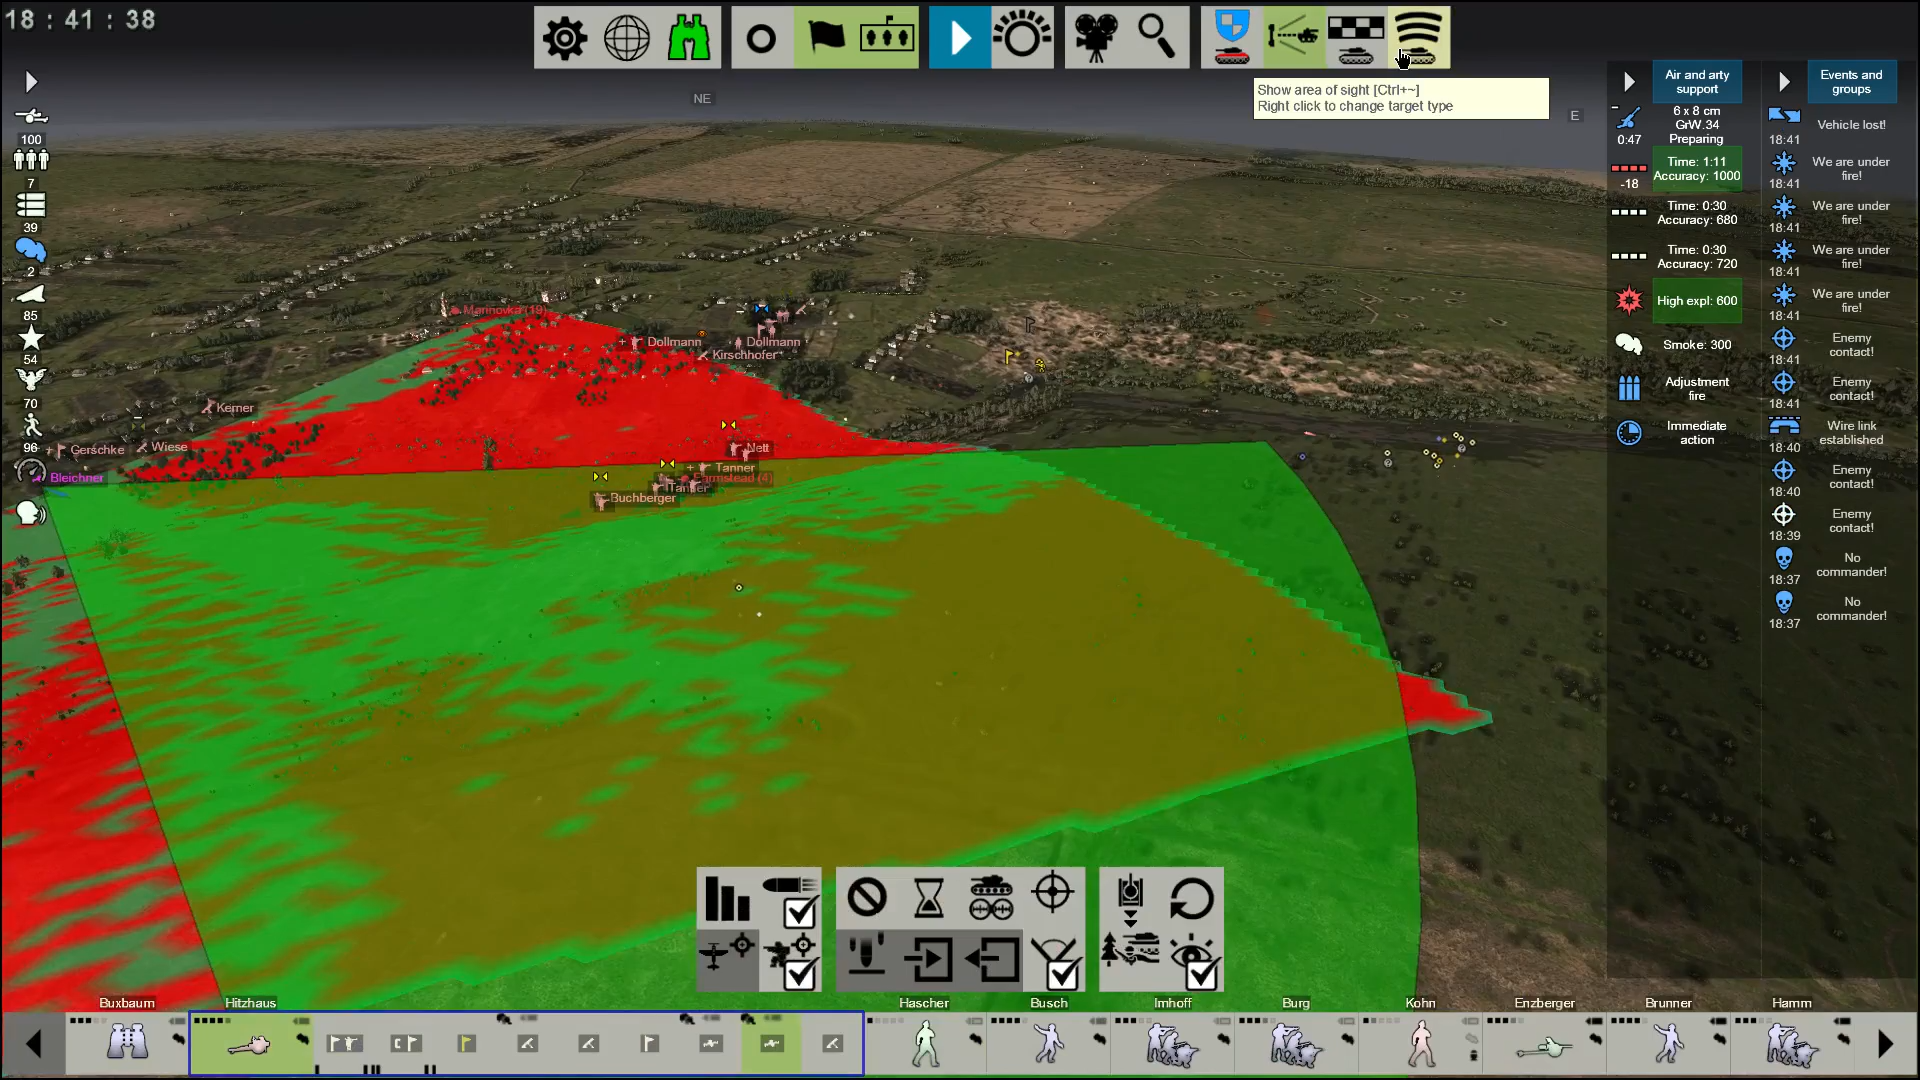 18 : 41 : 38
NE
E
Show area of sight [Ctrl+~]
Right click to change target type
100
7
39
2
85
54
70
96
Air and arty
support
6 x 8 cm
GrW.34
Preparing
0:47
Time: 1:11
Accuracy: 1000
-18
Time: 0:30
Accuracy: 680
Time: 0:30
Accuracy: 720
High expl: 600
Smoke: 300
Adjustment
fire
Immediate
action
Events and
groups
Vehicle lost!
18:41
We are under
fire!
18:41
We are under
fire!
18:41
We are under
fire!
18:41
We are under
fire!
18:41
Enemy
contact!
18:41
Enemy
contact!
18:41
Wire link
established
18:40
Enemy
contact!
18:40
Enemy
contact!
18:39
No
commander!
18:37
No
commander!
18:37
Marinovka (19)
Dollmann
Dollmann
Kirschhofer
Kerner
Gerschke
Wiese
Bleichner
Nett
Tanner
Tanner
Buchberger
Buxbaum
Hitzhaus
Hascher
Busch
Imhoff
Burg
Kohn
Enzberger
Brunner
Hamm